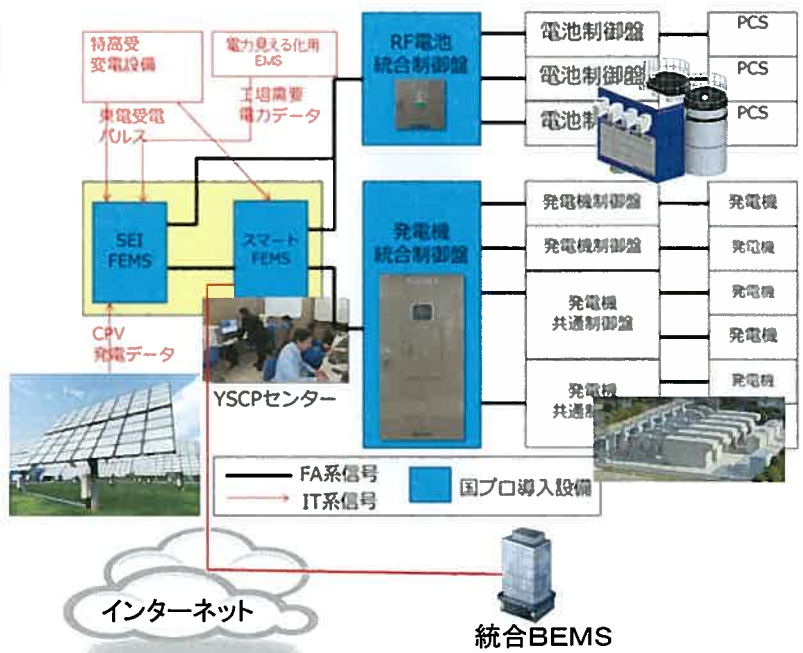 特高受
変電設備
電力見える化用
EMS
東電受電
パルス
工場需要
電力データ
RF電池
統合制御盤
電池制御盤
電池制御盤
電池制御
PCS
PCS
PCS
SEI
FEMS
スマート
FEMS
発電機
統合制御盤
発電機制御盤
発電機制御盤
発電機
共通制御盤
発電機
共通制
発電機
発電機
発電機
発電機
発電機
CPV
発電データ
YSCPセンター
FA系信号
IT系信号
国プロ導入設備
インターネット
統合BEMS